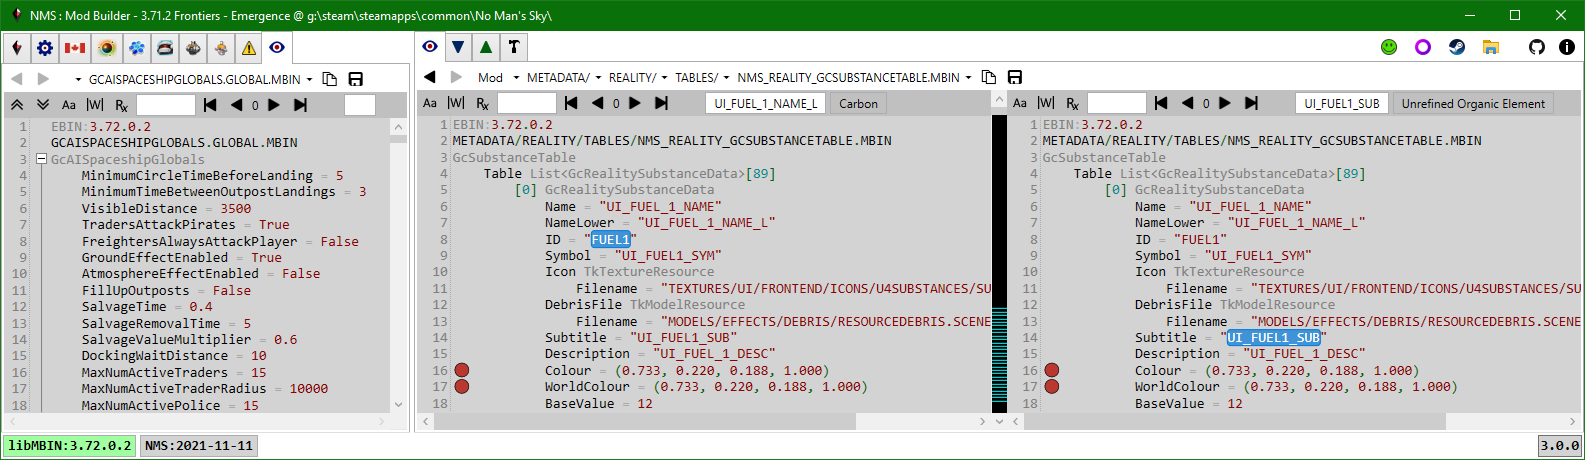 NMS : Mod Builder - 3.71.2 Frontiers - Emergence @ g:\steam\steamapps\common\No Man's Sky\
GCAISPACESHIPGLOBALS.GLOBAL.MBIN
Aa |W| Rx 0
1 EBIN:3.72.0.2
2 GCAISPACESHIPGLOBALS.GLOBAL.MBIN
3 GcAISpaceshipGlobals
4 MinimumCircleTimeBeforeLanding = 5
5 MinimumTimeBetweenOutpostLandings = 3
6 VisibleDistance = 3500
7 TradersAttackPirates = True
8 FreightersAlwaysAttackPlayer = False
9 GroundEffectEnabled = True
10 AtmosphereEffectEnabled = False
11 FillUpOutposts = False
12 SalvageTime = 0.4
13 SalvageRemovalTime = 5
14 SalvageValueMultiplier = 0.6
15 DockingWaitDistance = 10
16 MaxNumActiveTraders = 15
17 MaxNumActiveTraderRadius = 10000
18 MaxNumActivePolice = 15
Mod METADATA/ REALITY/ TABLES/ NMS_REALITY_GCSUBSTANCETABLE.MBIN
Aa |W| Rx 0 UI_FUEL_1_NAME_L Carbon
1 EBIN:3.72.0.2
2 METADATA/REALITY/TABLES/NMS_REALITY_GCSUBSTANCETABLE.MBIN
3 GcSubstanceTable
4 Table List<GcRealitySubstanceData>[89]
5 [0] GcRealitySubstanceData
6 Name = "UI_FUEL_1_NAME"
7 NameLower = "UI_FUEL_1_NAME_L"
8 ID = "FUEL1"
9 Symbol = "UI_FUEL1_SYM"
10 Icon TkTextureResource
11 Filename = "TEXTURES/UI/FRONTEND/ICONS/U4SUBSTANCES/SU
12 DebrisFile TkModelResource
13 Filename = "MODELS/EFFECTS/DEBRIS/RESOURCEDEBRIS.SCENE
14 Subtitle = "UI_FUEL1_SUB"
15 Description = "UI_FUEL_1_DESC"
16 Colour = (0.733, 0.220, 0.188, 1.000)
17 WorldColour = (0.733, 0.220, 0.188, 1.000)
18 BaseValue = 12
Aa |W| Rx 0 UI_FUEL1_SUB Unrefined Organic Element
1 EBIN:3.72.0.2
2 METADATA/REALITY/TABLES/NMS_REALITY_GCSUBSTANCETABLE.MBIN
3 GcSubstanceTable
4 Table List<GcRealitySubstanceData>[89]
5 [0] GcRealitySubstanceData
6 Name = "UI_FUEL_1_NAME"
7 NameLower = "UI_FUEL_1_NAME_L"
8 ID = "FUEL1"
9 Symbol = "UI_FUEL1_SYM"
10 Icon TkTextureResource
11 Filename = "TEXTURES/UI/FRONTEND/ICONS/U4SUBSTANCES/SU
12 DebrisFile TkModelResource
13 Filename = "MODELS/EFFECTS/DEBRIS/RESOURCEDEBRIS.SCENE
14 Subtitle = "UI_FUEL1_SUB"
15 Description = "UI_FUEL_1_DESC"
16 Colour = (0.733, 0.220, 0.188, 1.000)
17 WorldColour = (0.733, 0.220, 0.188, 1.000)
18 BaseValue = 12
libMBIN:3.72.0.2 NMS:2021-11-11 3.0.0